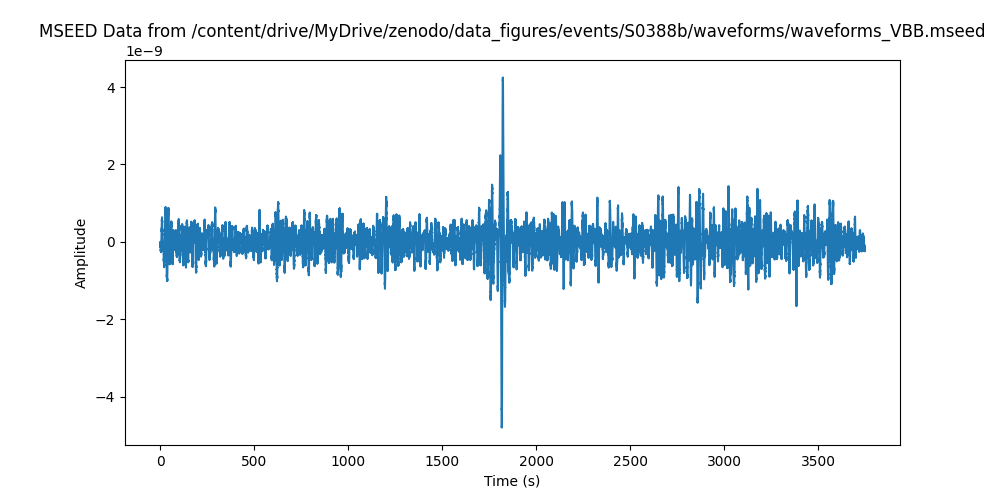 MSEED Data from /content/drive/MyDrive/zenodo/data_figures/events/S0388b/waveforms/waveforms_VBB.mseed
1e−9
4
2
0
−2
−4
Amplitude
0 500 1000 1500 2000 2500 3000 3500
Time (s)